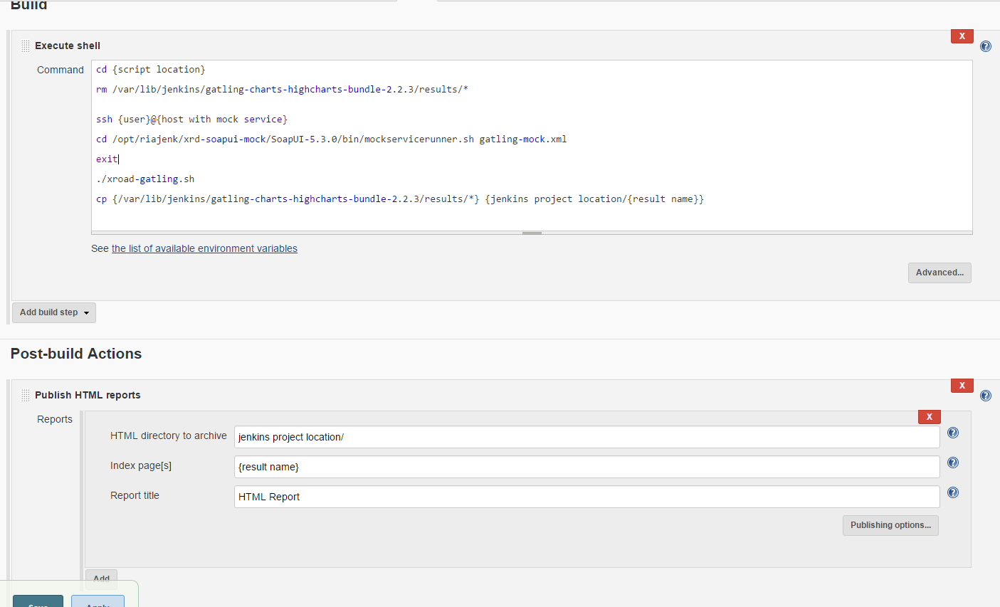 Build
Execute shell
X
Command
cd {script location}
rm /var/lib/jenkins/gatling-charts-highcharts-bundle-2.2.3/results/*
ssh {user}@{host with mock service}
cd /opt/riajenk/xrd-soapui-mock/SoapUI-5.3.0/bin/mockservicerunner.sh gatling-mock.xml
exit
./xroad-gatling.sh
cp {/var/lib/jenkins/gatling-charts-highcharts-bundle-2.2.3/results/*} {jenkins project location/{result name}}
See the list of available environment variables
Advanced...
Add build step
Post-build Actions
Publish HTML reports
X
Reports
X
HTML directory to archive
jenkins project location/
Index page[s]
{result name}
Report title
HTML Report
Publishing options...
Add
Save
Apply